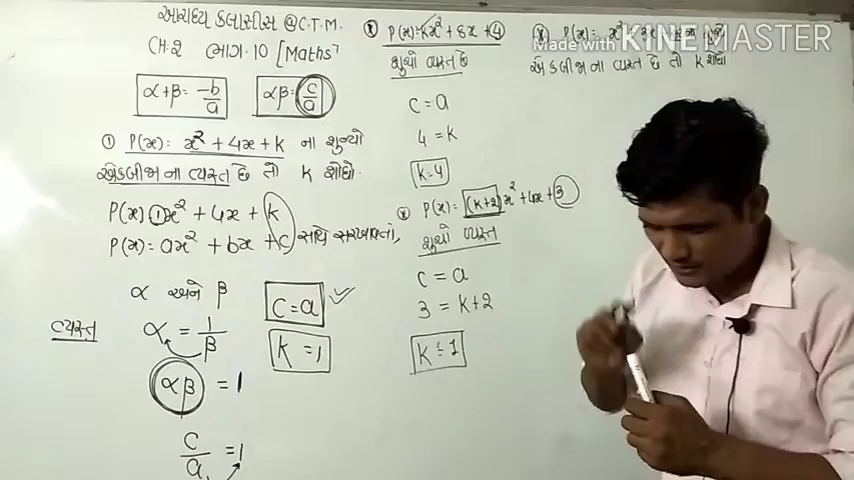 આરાધ્ય ક્લાસીસ @C.T.M.
CH.2 ભાગ.10 [Maths]
α+β = -b/a
αβ = c/a
① P(x): x² + 4x + k ના શુન્યો
એકબીજા ના વ્યસ્ત છે તો k શોધો.
P(x) 1x² + 4x + k
P(x) = ax² + bx + c સાથે સરખાવતો,
α અને β
વ્યસ્ત α = 1/β
αβ = 1
c/a = 1
c = a
k = 1
P(x) = kx² + 6x + 4
શુન્યો વ્યસ્ત છે
c = a
4 = k
k = 4
P(x) = (k+2)x² + 4x + 3
શુન્યો વ્યસ્ત
c = a
3 = k+2
k = 1
P(x) = x²
એકબીજા ના વ્યસ્ત છે તો k શોધો
Made with KINEMASTER